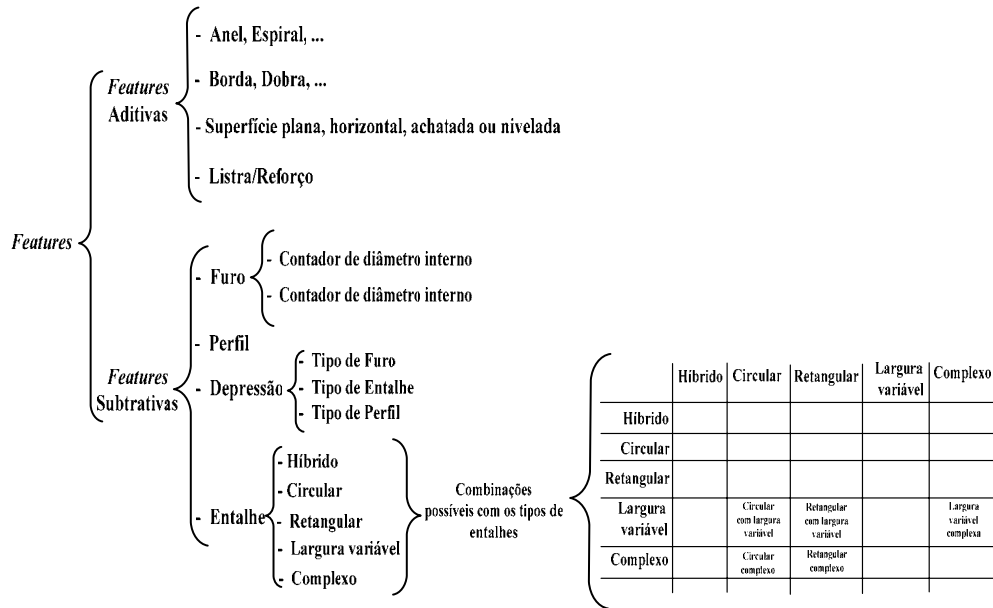 Features
Features
Aditivas
- Anel, Espiral, ...
- Borda, Dobra, ...
- Superfície plana, horizontal, achatada ou nivelada
- Listra/Reforço
Features
Subtrativas
- Furo
- Contador de diâmetro interno
- Contador de diâmetro interno
- Perfil
- Depressão
- Tipo de Furo
- Tipo de Entalhe
- Tipo de Perfil
- Entalhe
- Híbrido
- Circular
- Retangular
- Largura variável
- Complexo
Combinações
possíveis com os tipos de
entalhes
Híbrido Circular Retangular Largura variável Complexo
Híbrido
Circular
Retangular
Largura
variável
Circular
com largura
variável
Retangular
com largura
variável
Largura
variável
complexa
Complexo
Circular
complexo
Retangular
complexo